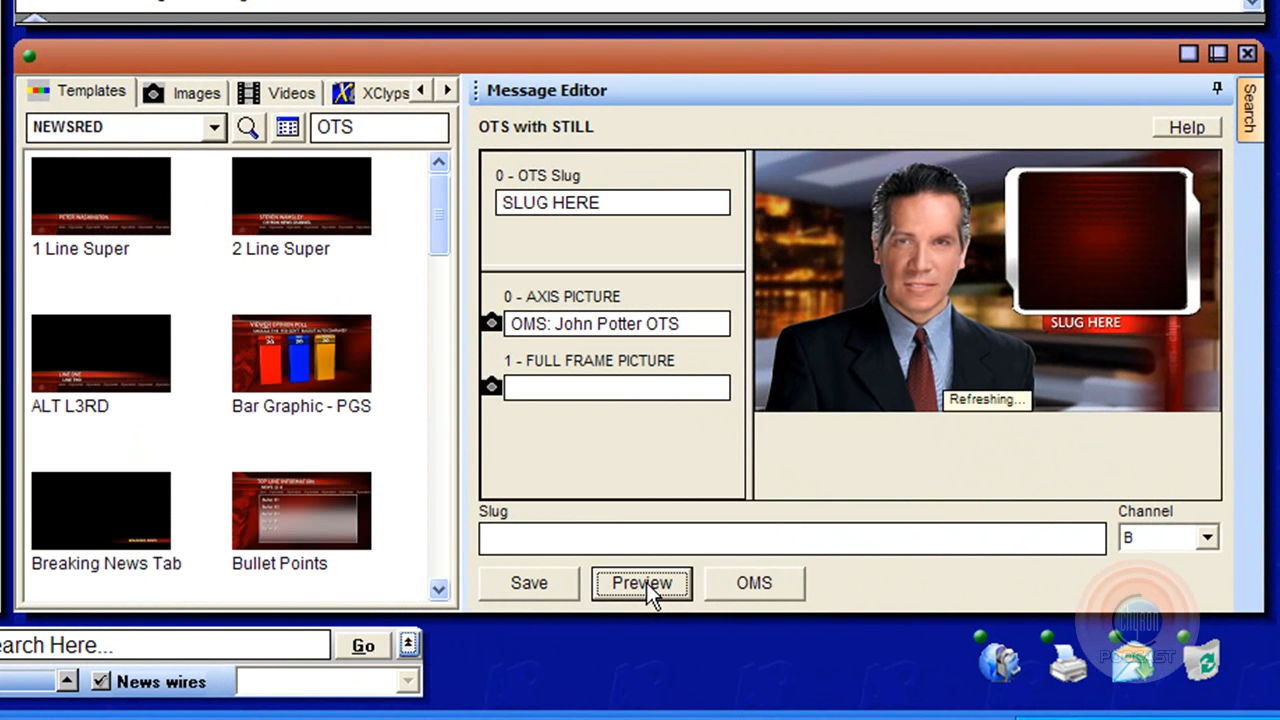 Templates
Images
Videos
XClyps
Message Editor
Search
NEWSRED
OTS
OTS with STILL
Help
0 - OTS Slug
SLUG HERE
1 Line Super
2 Line Super
0 - AXIS PICTURE
OMS: John Potter OTS
SLUG HERE
1 - FULL FRAME PICTURE
Refreshing...
ALT L3RD
Bar Graphic - PGS
Slug
Channel
B
Breaking News Tab
Bullet Points
Save
Preview
OMS
earch Here...
Go
News wires
chyron
PODCAST